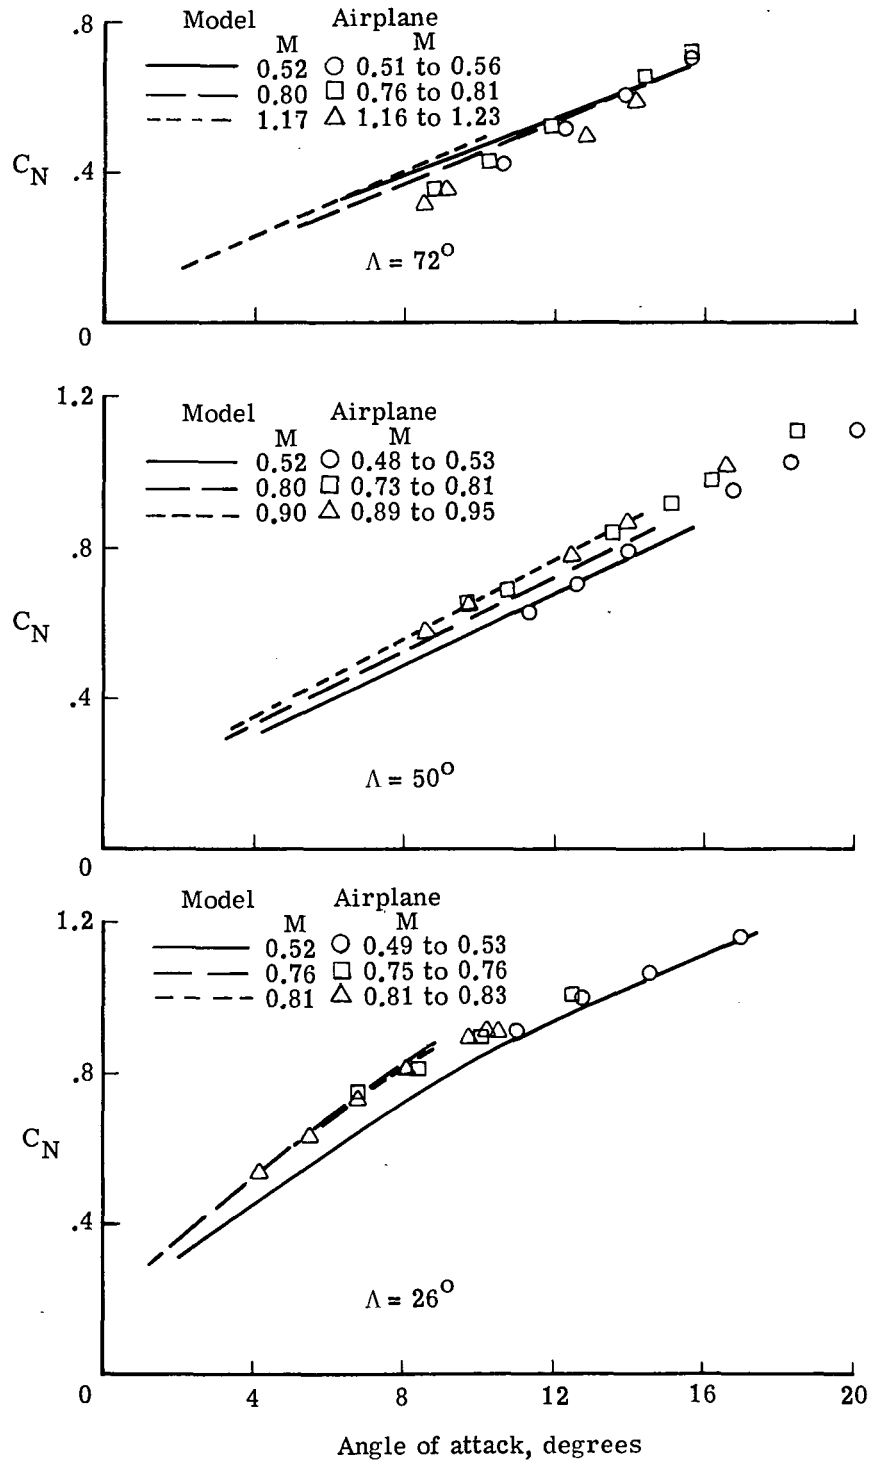 .8
Model Airplane
M M
0.52 0.51 to 0.56
0.80 0.76 to 0.81
1.17 1.16 to 1.23
C_N
.4
Λ = 72°
0
1.2
Model Airplane
M M
0.52 0.48 to 0.53
0.80 0.73 to 0.81
0.90 0.89 to 0.95
.8
C_N
.4
Λ = 50°
0
1.2
Model Airplane
M M
0.52 0.49 to 0.53
0.76 0.75 to 0.76
0.81 0.81 to 0.83
.8
C_N
.4
Λ = 26°
0 4 8 12 16 20
Angle of attack, degrees